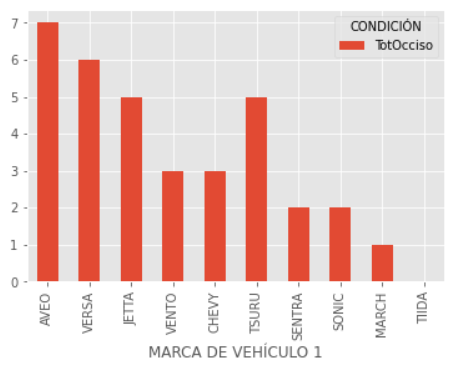 CONDICIÓN
TotOcciso
7
6
5
4
3
2
1
0
AVEO
VERSA
JETTA
VENTO
CHEVY
TSURU
SENTRA
SONIC
MARCH
TIIDA
MARCA DE VEHÍCULO 1